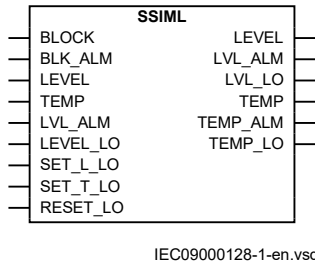 SSIML
BLOCK LEVEL
BLK_ALM LVL_ALM
LEVEL LVL_LO
TEMP TEMP
LVL_ALM TEMP_ALM
LEVEL_LO TEMP_LO
SET_L_LO
SET_T_LO
RESET_LO
IEC09000128-1-en.vsd